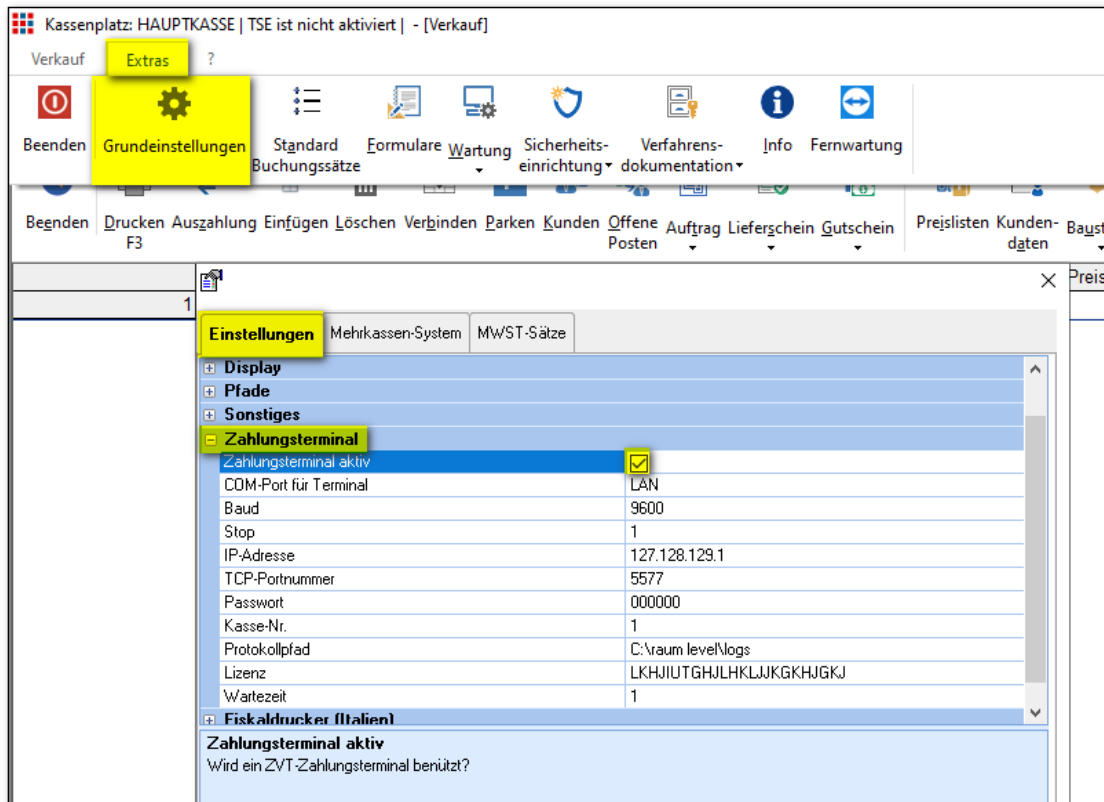 Kassenplatz: HAUPTKASSE | TSE ist nicht aktiviert | - [Verkauf]
Verkauf Extras ?
Beenden Grundeinstellungen Standard Buchungssätze Formulare Wartung Sicherheits-einrichtung Verfahrens-dokumentation Info Fernwartung
Beenden Drucken F3 Auszahlung Einfügen Löschen Verbinden Parken Kunden Offene Posten Auftrag Lieferschein Gutschein Preislisten Kunden-daten Baust
Preis
1
Einstellungen Mehrkassen-System MWST-Sätze
Display
Pfade
Sonstiges
Zahlungsterminal
Zahlungsterminal aktiv
COM-Port für Terminal LAN
Baud 9600
Stop 1
IP-Adresse 127.128.129.1
TCP-Portnummer 5577
Passwort 000000
Kasse-Nr. 1
Protokollpfad C:\raum level\logs
Lizenz LKHJIUTGHJLHKLJJKGKHJGKJ
Wartezeit 1
Fiskaldrucker (Italien)
Zahlungsterminal aktiv
Wird ein ZVT-Zahlungsterminal benützt?